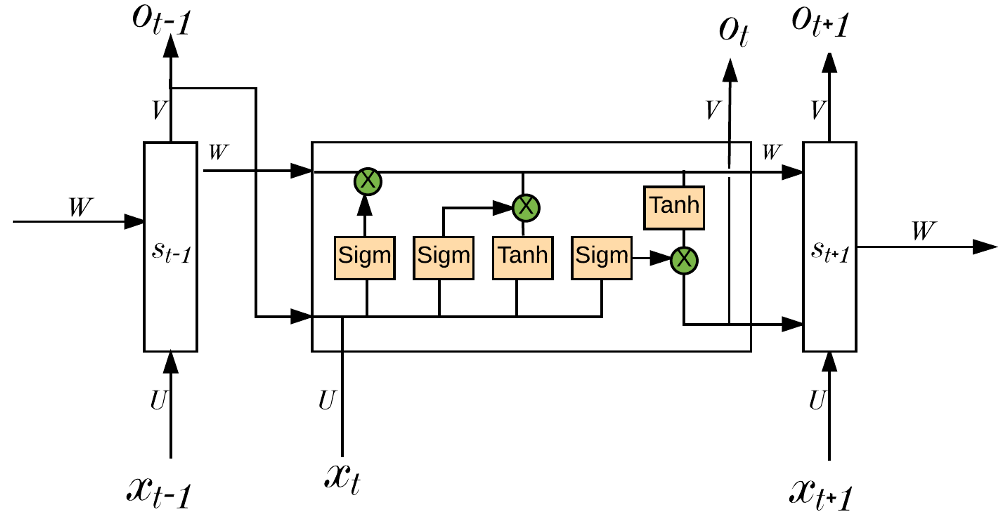 o_{t-1}
o_t
o_{t+1}
V
V
V
W
W
W
W
s_{t-1}
s_{t+1}
X
X
Tanh
X
Sigm
Sigm
Tanh
Sigm
U
U
U
x_{t-1}
x_t
x_{t+1}